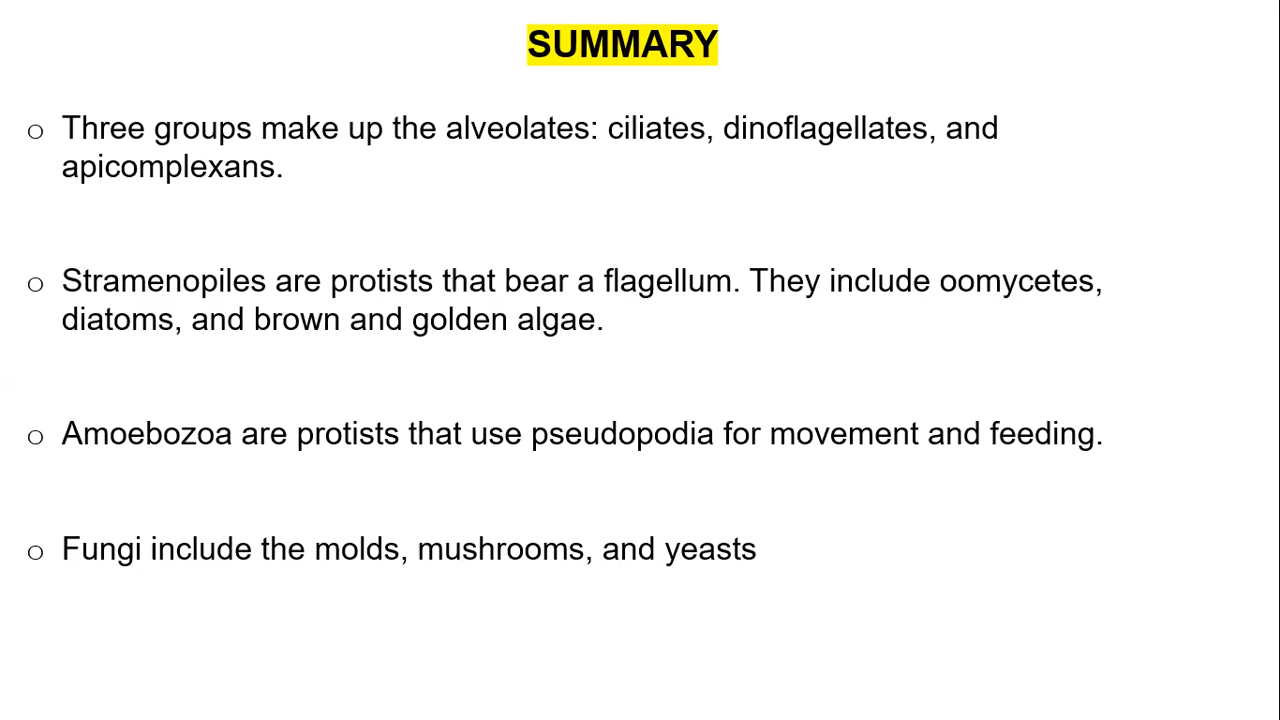 SUMMARY
o Three groups make up the alveolates: ciliates, dinoflagellates, and
apicomplexans.
o Stramenopiles are protists that bear a flagellum. They include oomycetes,
diatoms, and brown and golden algae.
o Amoebozoa are protists that use pseudopodia for movement and feeding.
o Fungi include the molds, mushrooms, and yeasts